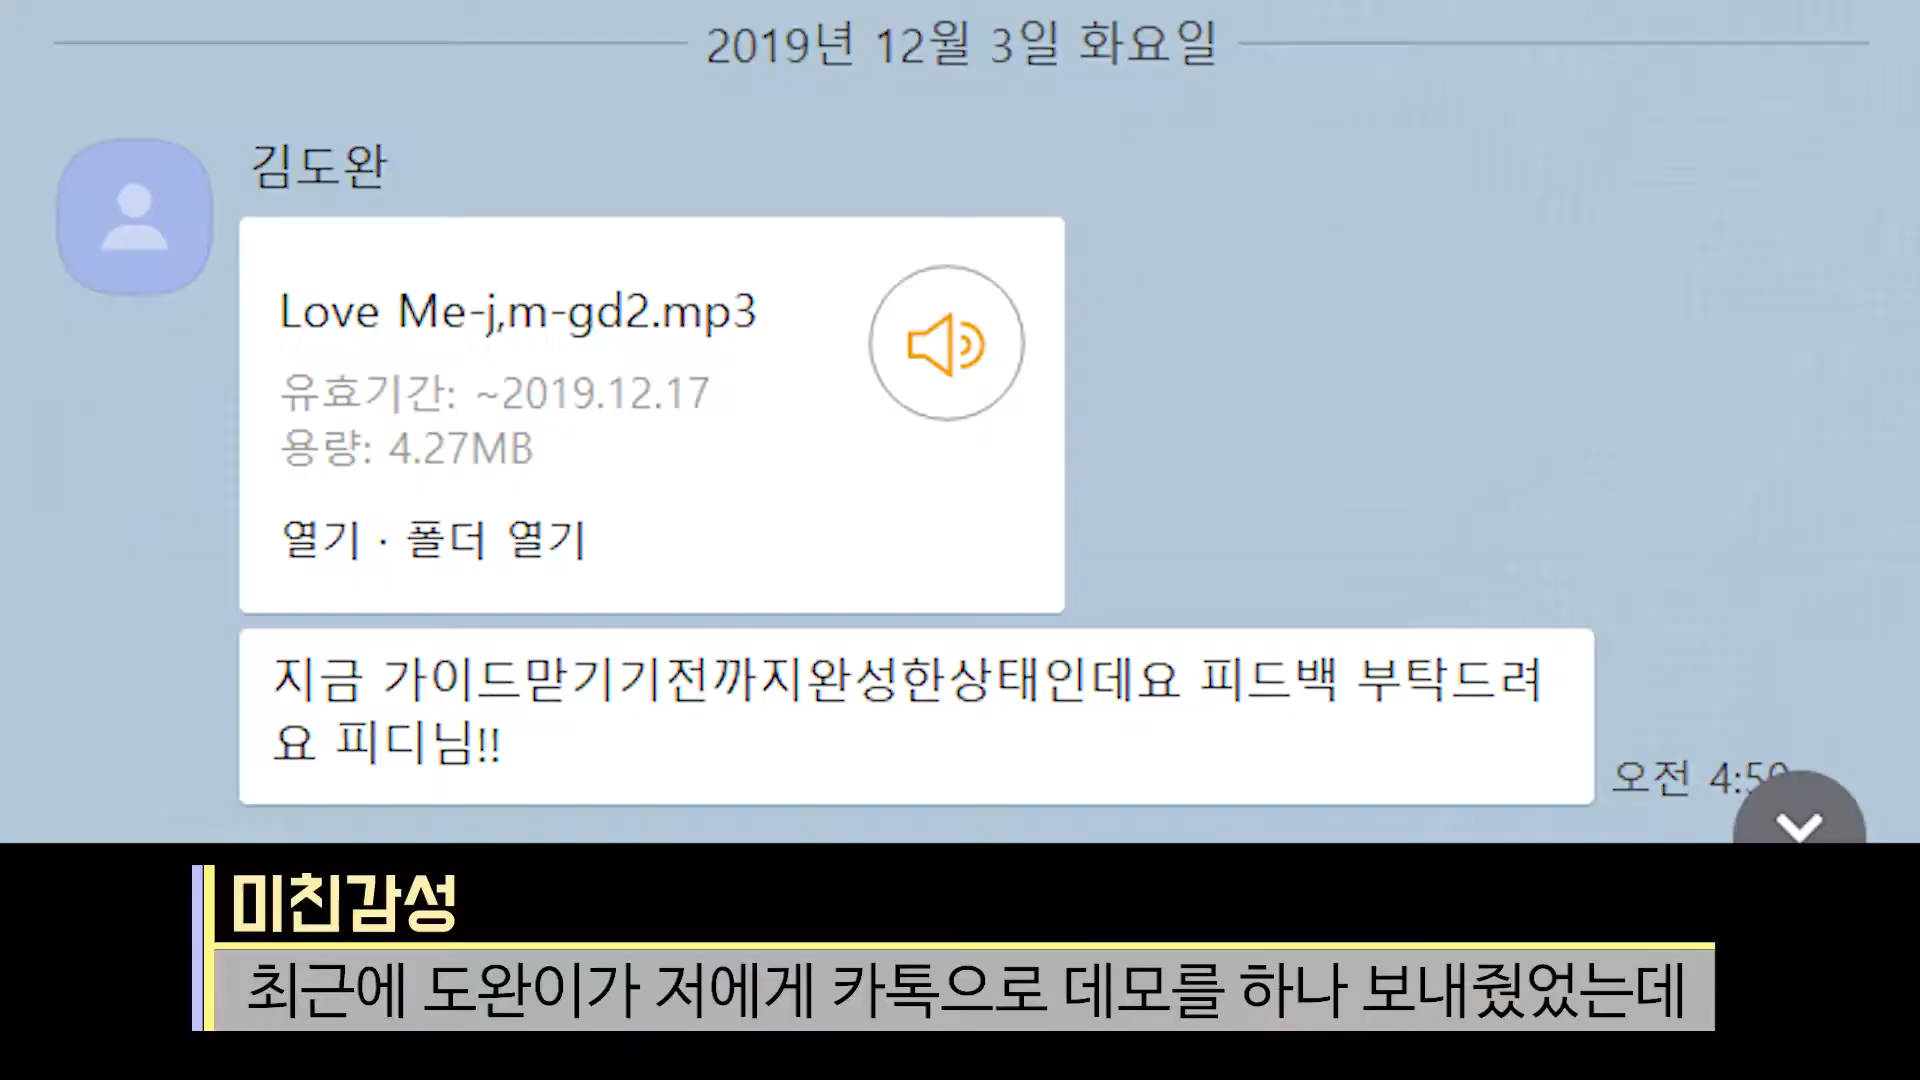 2019년 12월 3일 화요일
김도완
Love Me-j,m-gd2.mp3
유효기간: ~2019.12.17
용량: 4.27MB
열기 · 폴더 열기
지금 가이드맡기기전까지완성한상태인데요 피드백 부탁드려
요 피디님!!
오전
미친감성
최근에 도완이가 저에게 카톡으로 데모를 하나 보내줬었는데